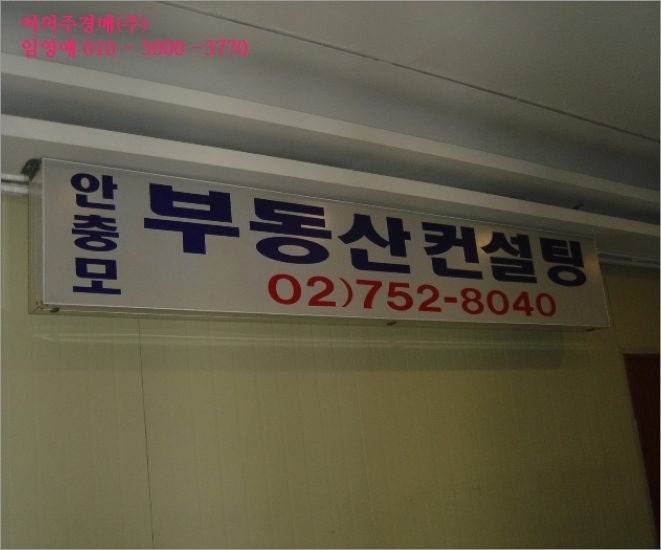 여의주경매(주)
임영애 010 - 5000 -3770
안충모
부동산컨설팅
02)752-8040